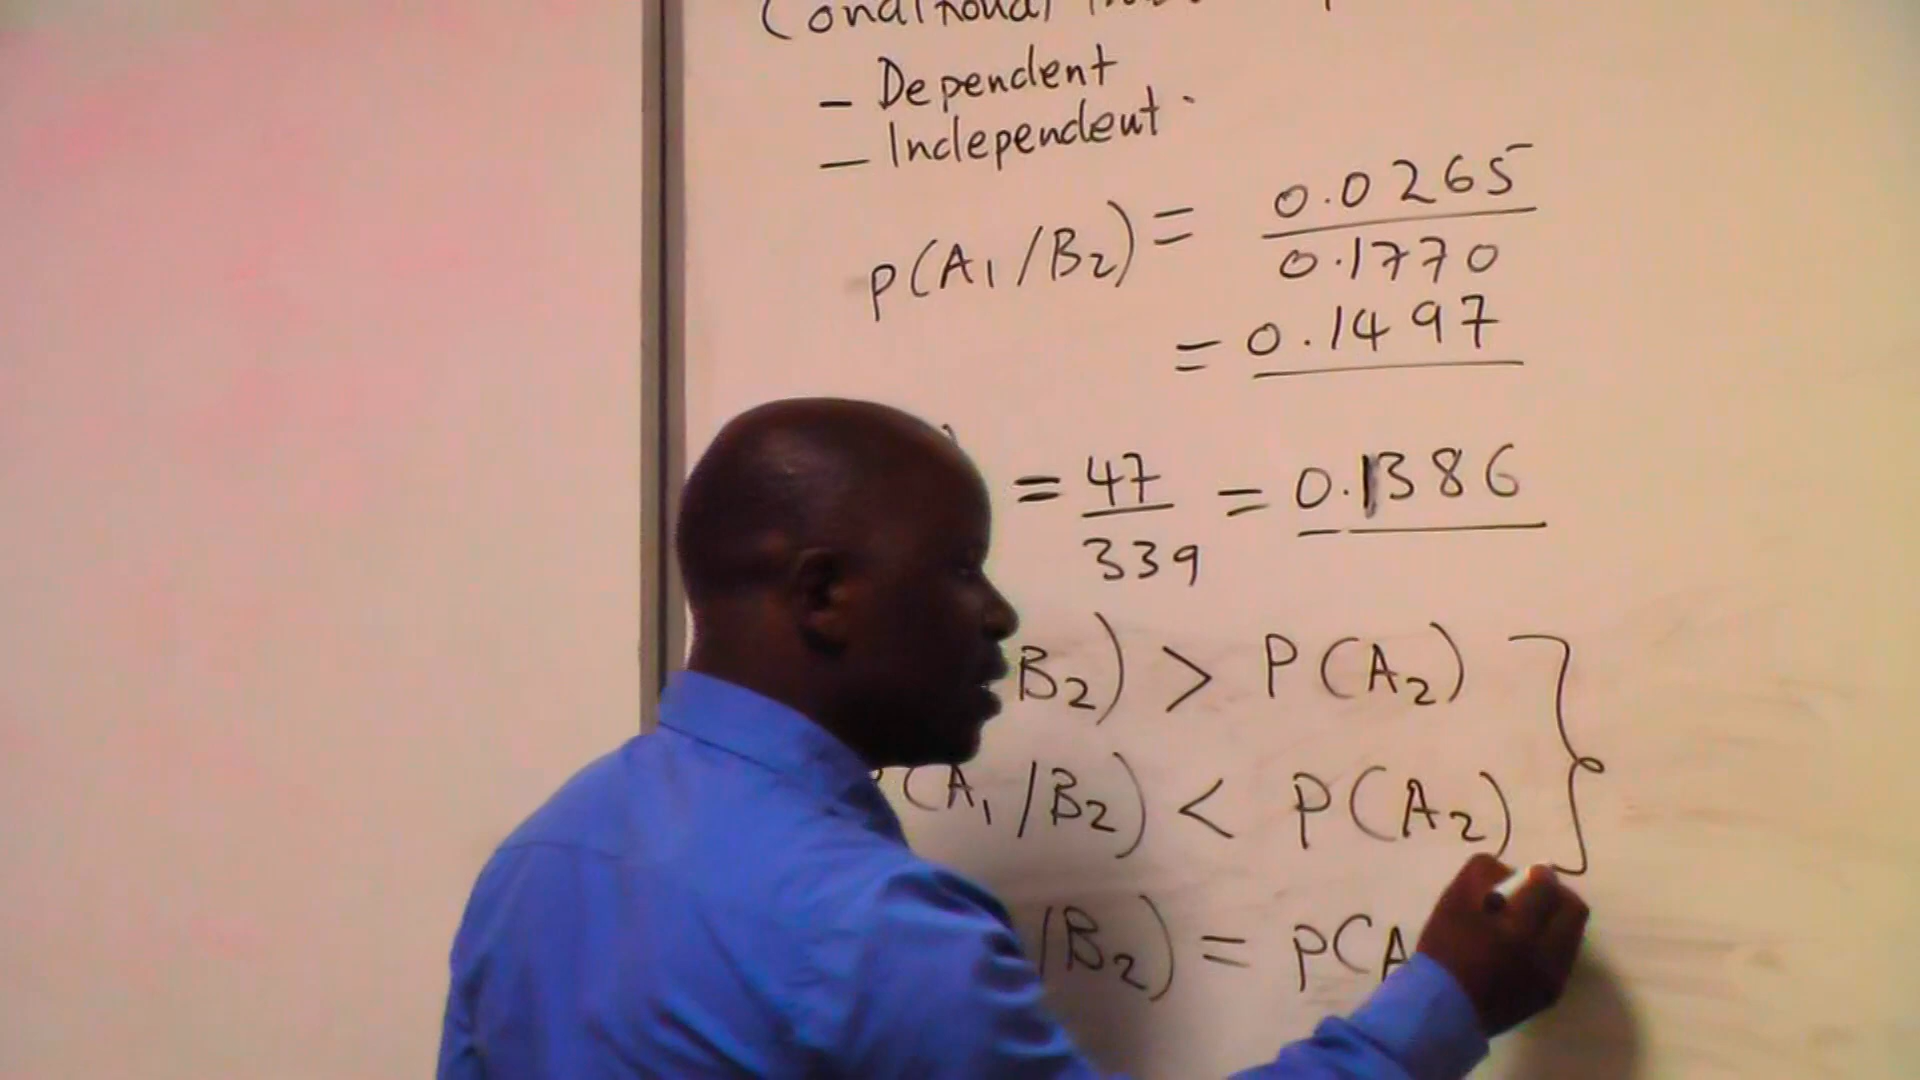 Conditional
- Dependent
- Independent.
P(A1/B2) = 0.0265
0.1770
= 0.1497
= 47 = 0.1386
339
B2) > P(A2)
(A1/B2) < P(A2)
/B2) = P(A